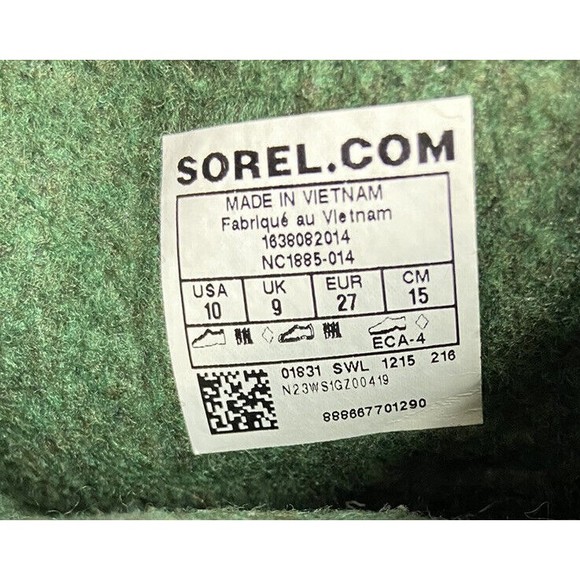 SOREL.COM
MADE IN VIETNAM
Fabriqué au Vietnam
1638082014
NC1885-014
USA UK EUR CM
10 9 27 15
ECA-4
01831 SWL 1215 216
N23WS1GZ00419
888667701290